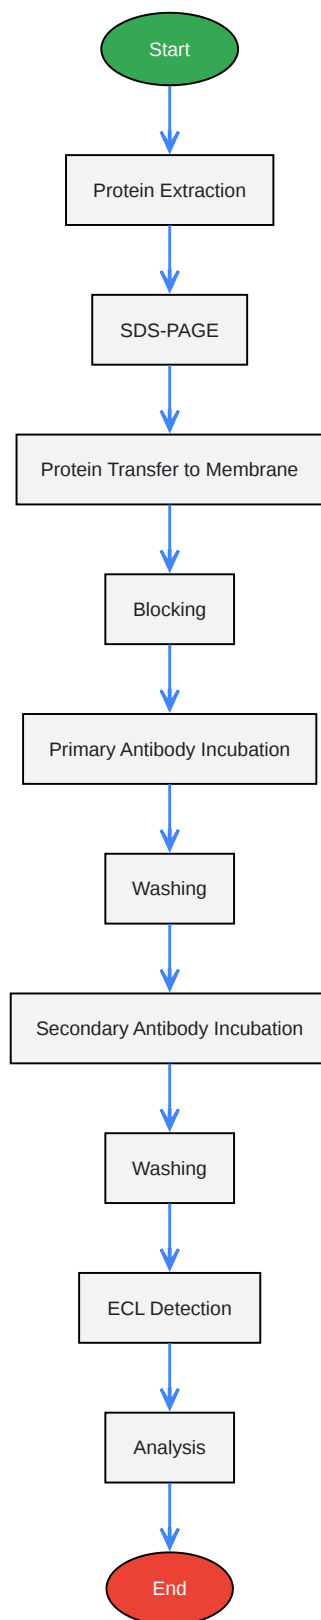 Start
Protein Extraction
SDS-PAGE
Protein Transfer to Membrane
Blocking
Primary Antibody Incubation
Washing
Secondary Antibody Incubation
Washing
ECL Detection
Analysis
End